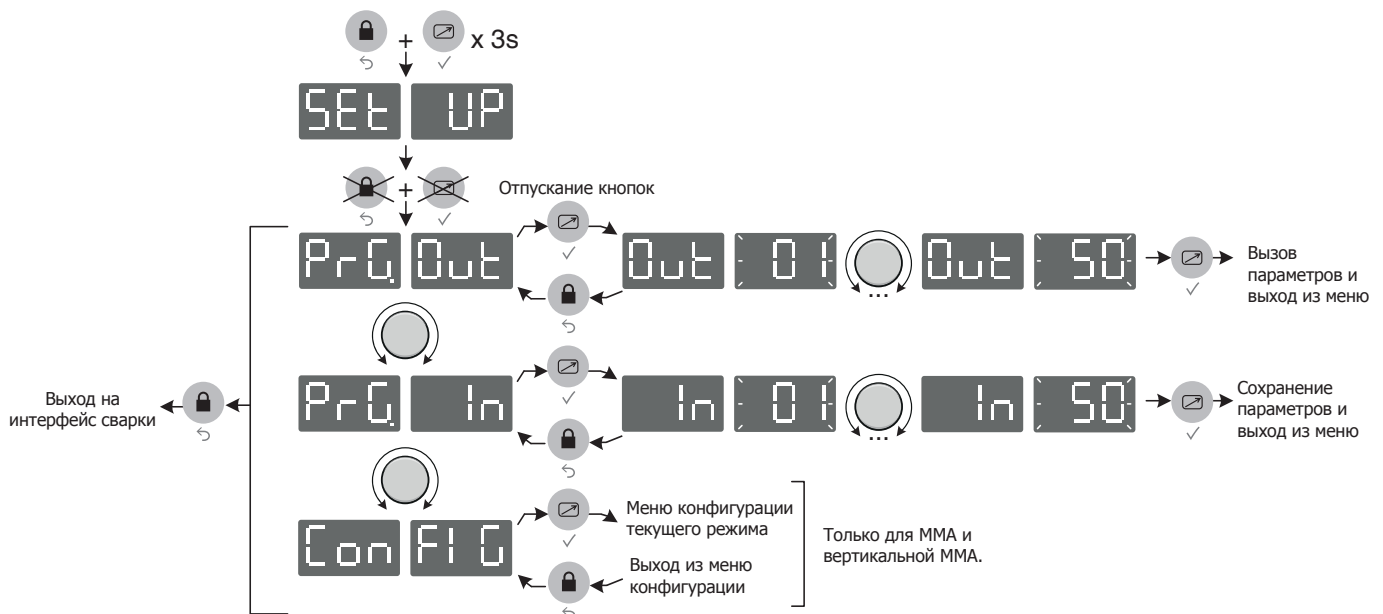 + x 3s
SEt UP
+
Отпускание кнопок
PrG. Out
Out 01
...
Out 50
Вызов
параметров и
выход из меню
Выход на
интерфейс сварки
PrG. In
In 01
...
In 50
Сохранение
параметров и
выход из меню
Con FIG
Меню конфигурации
текущего режима
Выход из меню
конфигурации
Только для MMA и
вертикальной MMA.